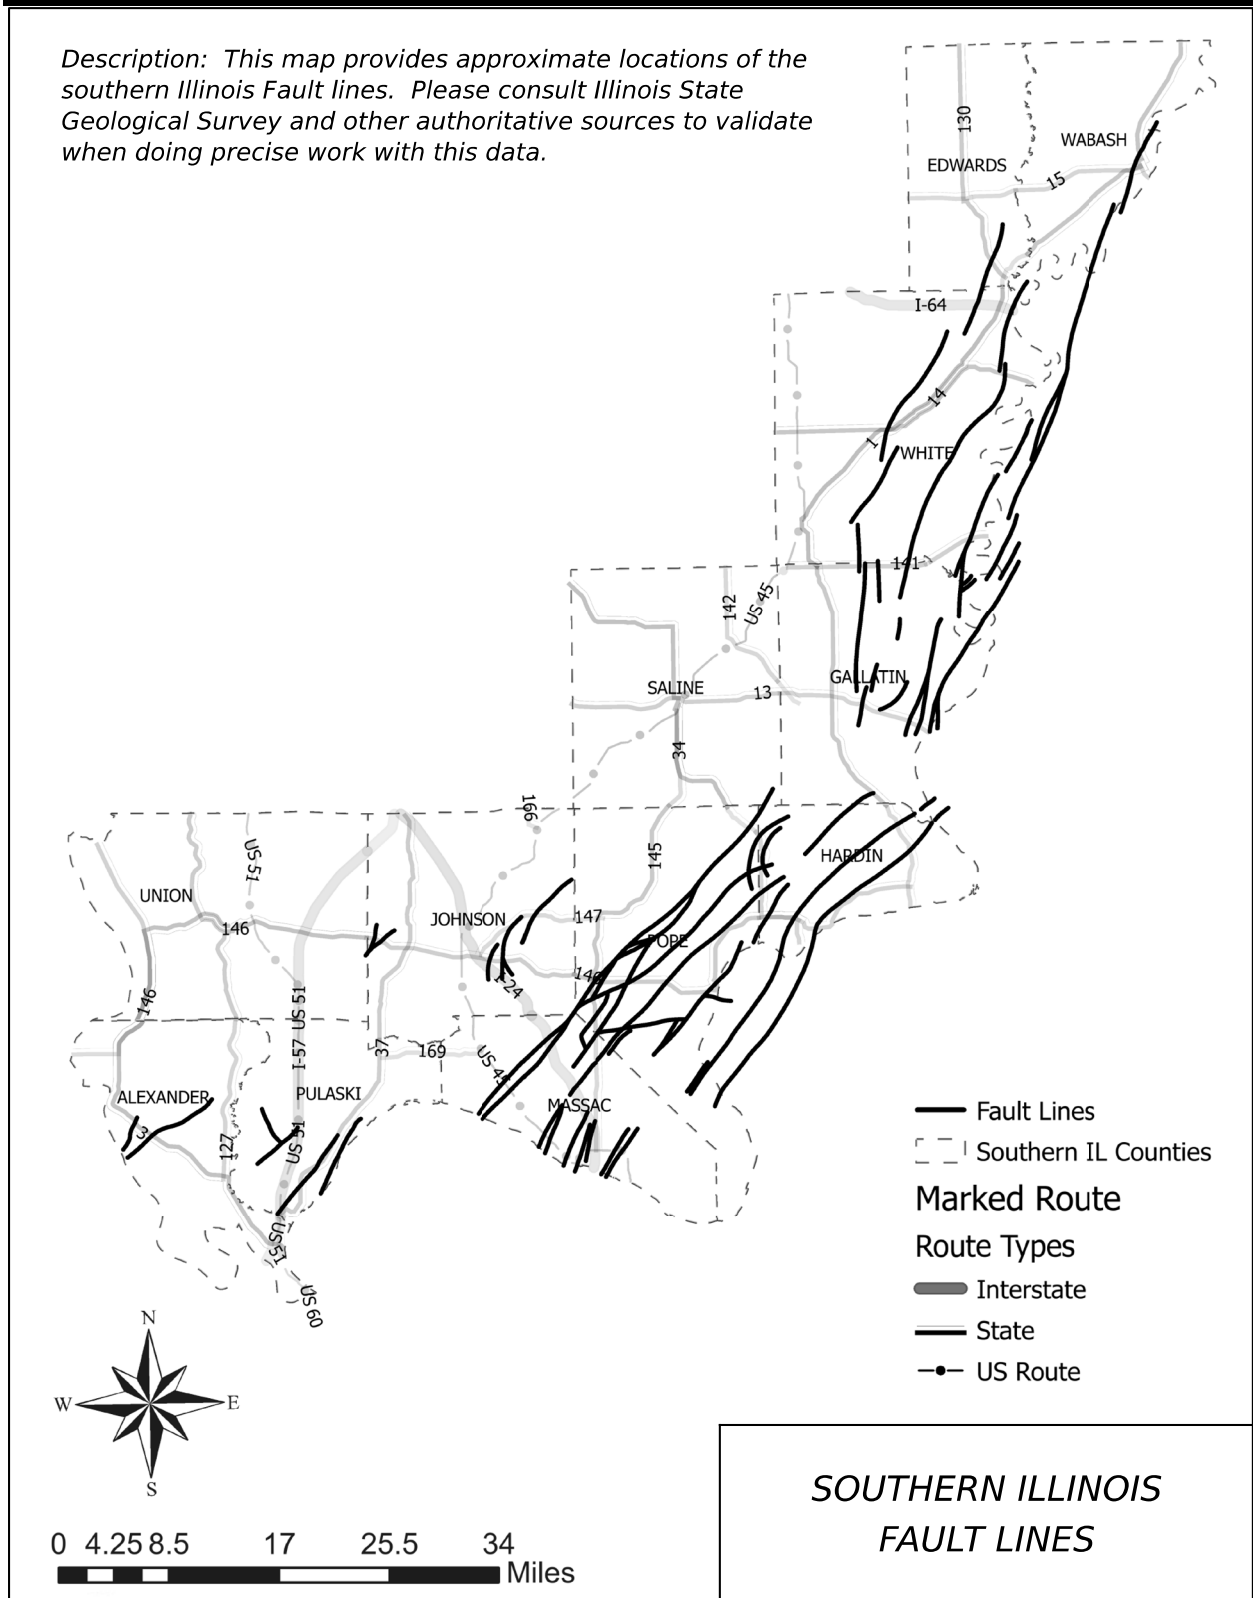 Description:  This map provides approximate locations of the
southern Illinois Fault lines.  Please consult Illinois State
Geological Survey and other authoritative sources to validate
when doing precise work with this data.
130
WABASH
EDWARDS
15
I-64
14
1
WHITE
141
142
US 45
GALLATIN
SALINE
13
34
166
US 51
145
HARDIN
UNION
JOHNSON
147
146
POPE
146
I-24
146
I-57 US 51
37
169
US 45
ALEXANDER
PULASKI
MASSAC
3
127
US 51
US 51
US 60
Fault Lines
Southern IL Counties
Marked Route
Route Types
Interstate
State
US Route
N
W
E
S
SOUTHERN ILLINOIS
FAULT LINES
0 4.25 8.5 17 25.5 34
Miles